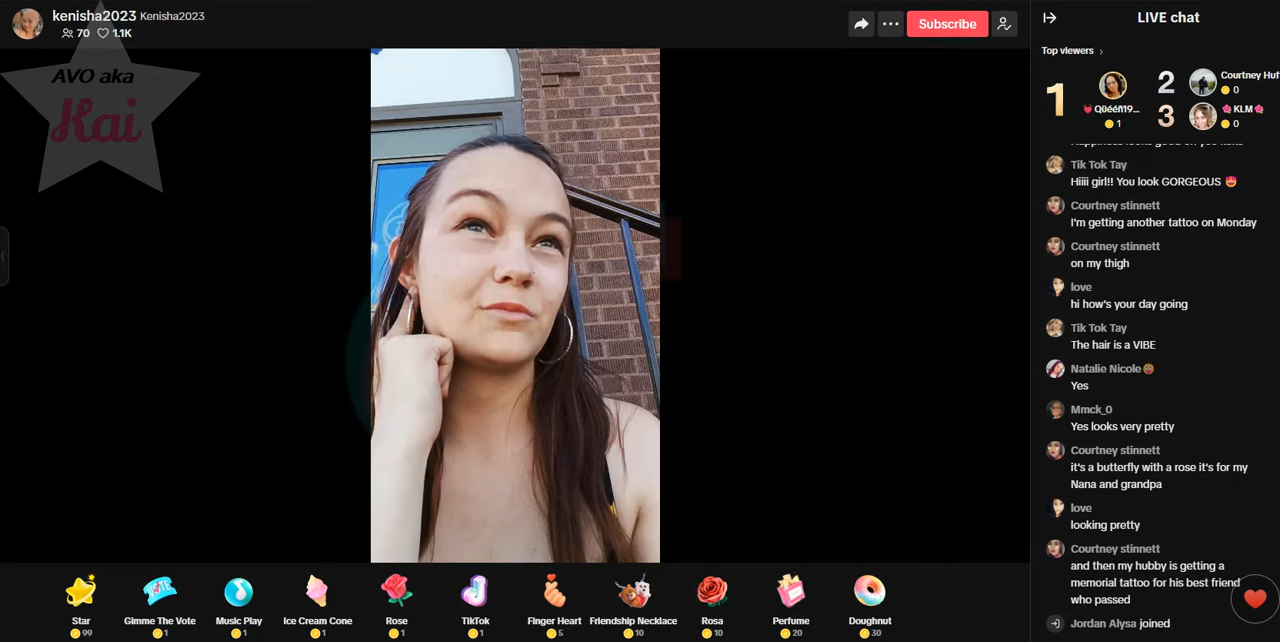 kenisha2023 Kenisha2023
70 1.1K
Subscribe
AVO aka
Kai
LIVE chat
Top viewers
1
Qüéén19...
1
2
Courtney Huf
0
3
KLM
0
Tik Tok Tay
Hiiii girl!! You look GORGEOUS 😍
Courtney stinnett
I'm getting another tattoo on Monday
Courtney stinnett
on my thigh
love
hi how's your day going
Tik Tok Tay
The hair is a VIBE
Natalie Nicole
Yes
Mmck_0
Yes looks very pretty
Courtney stinnett
it's a butterfly with a rose it's for my
Nana and grandpa
love
looking pretty
Courtney stinnett
and then my hubby is getting a
memorial tattoo for his best friend
who passed
Jordan Alysa joined
Star
99
Gimme The Vote
1
Music Play
1
Ice Cream Cone
1
Rose
1
TikTok
1
Finger Heart
5
Friendship Necklace
10
Rosa
10
Perfume
20
Doughnut
30